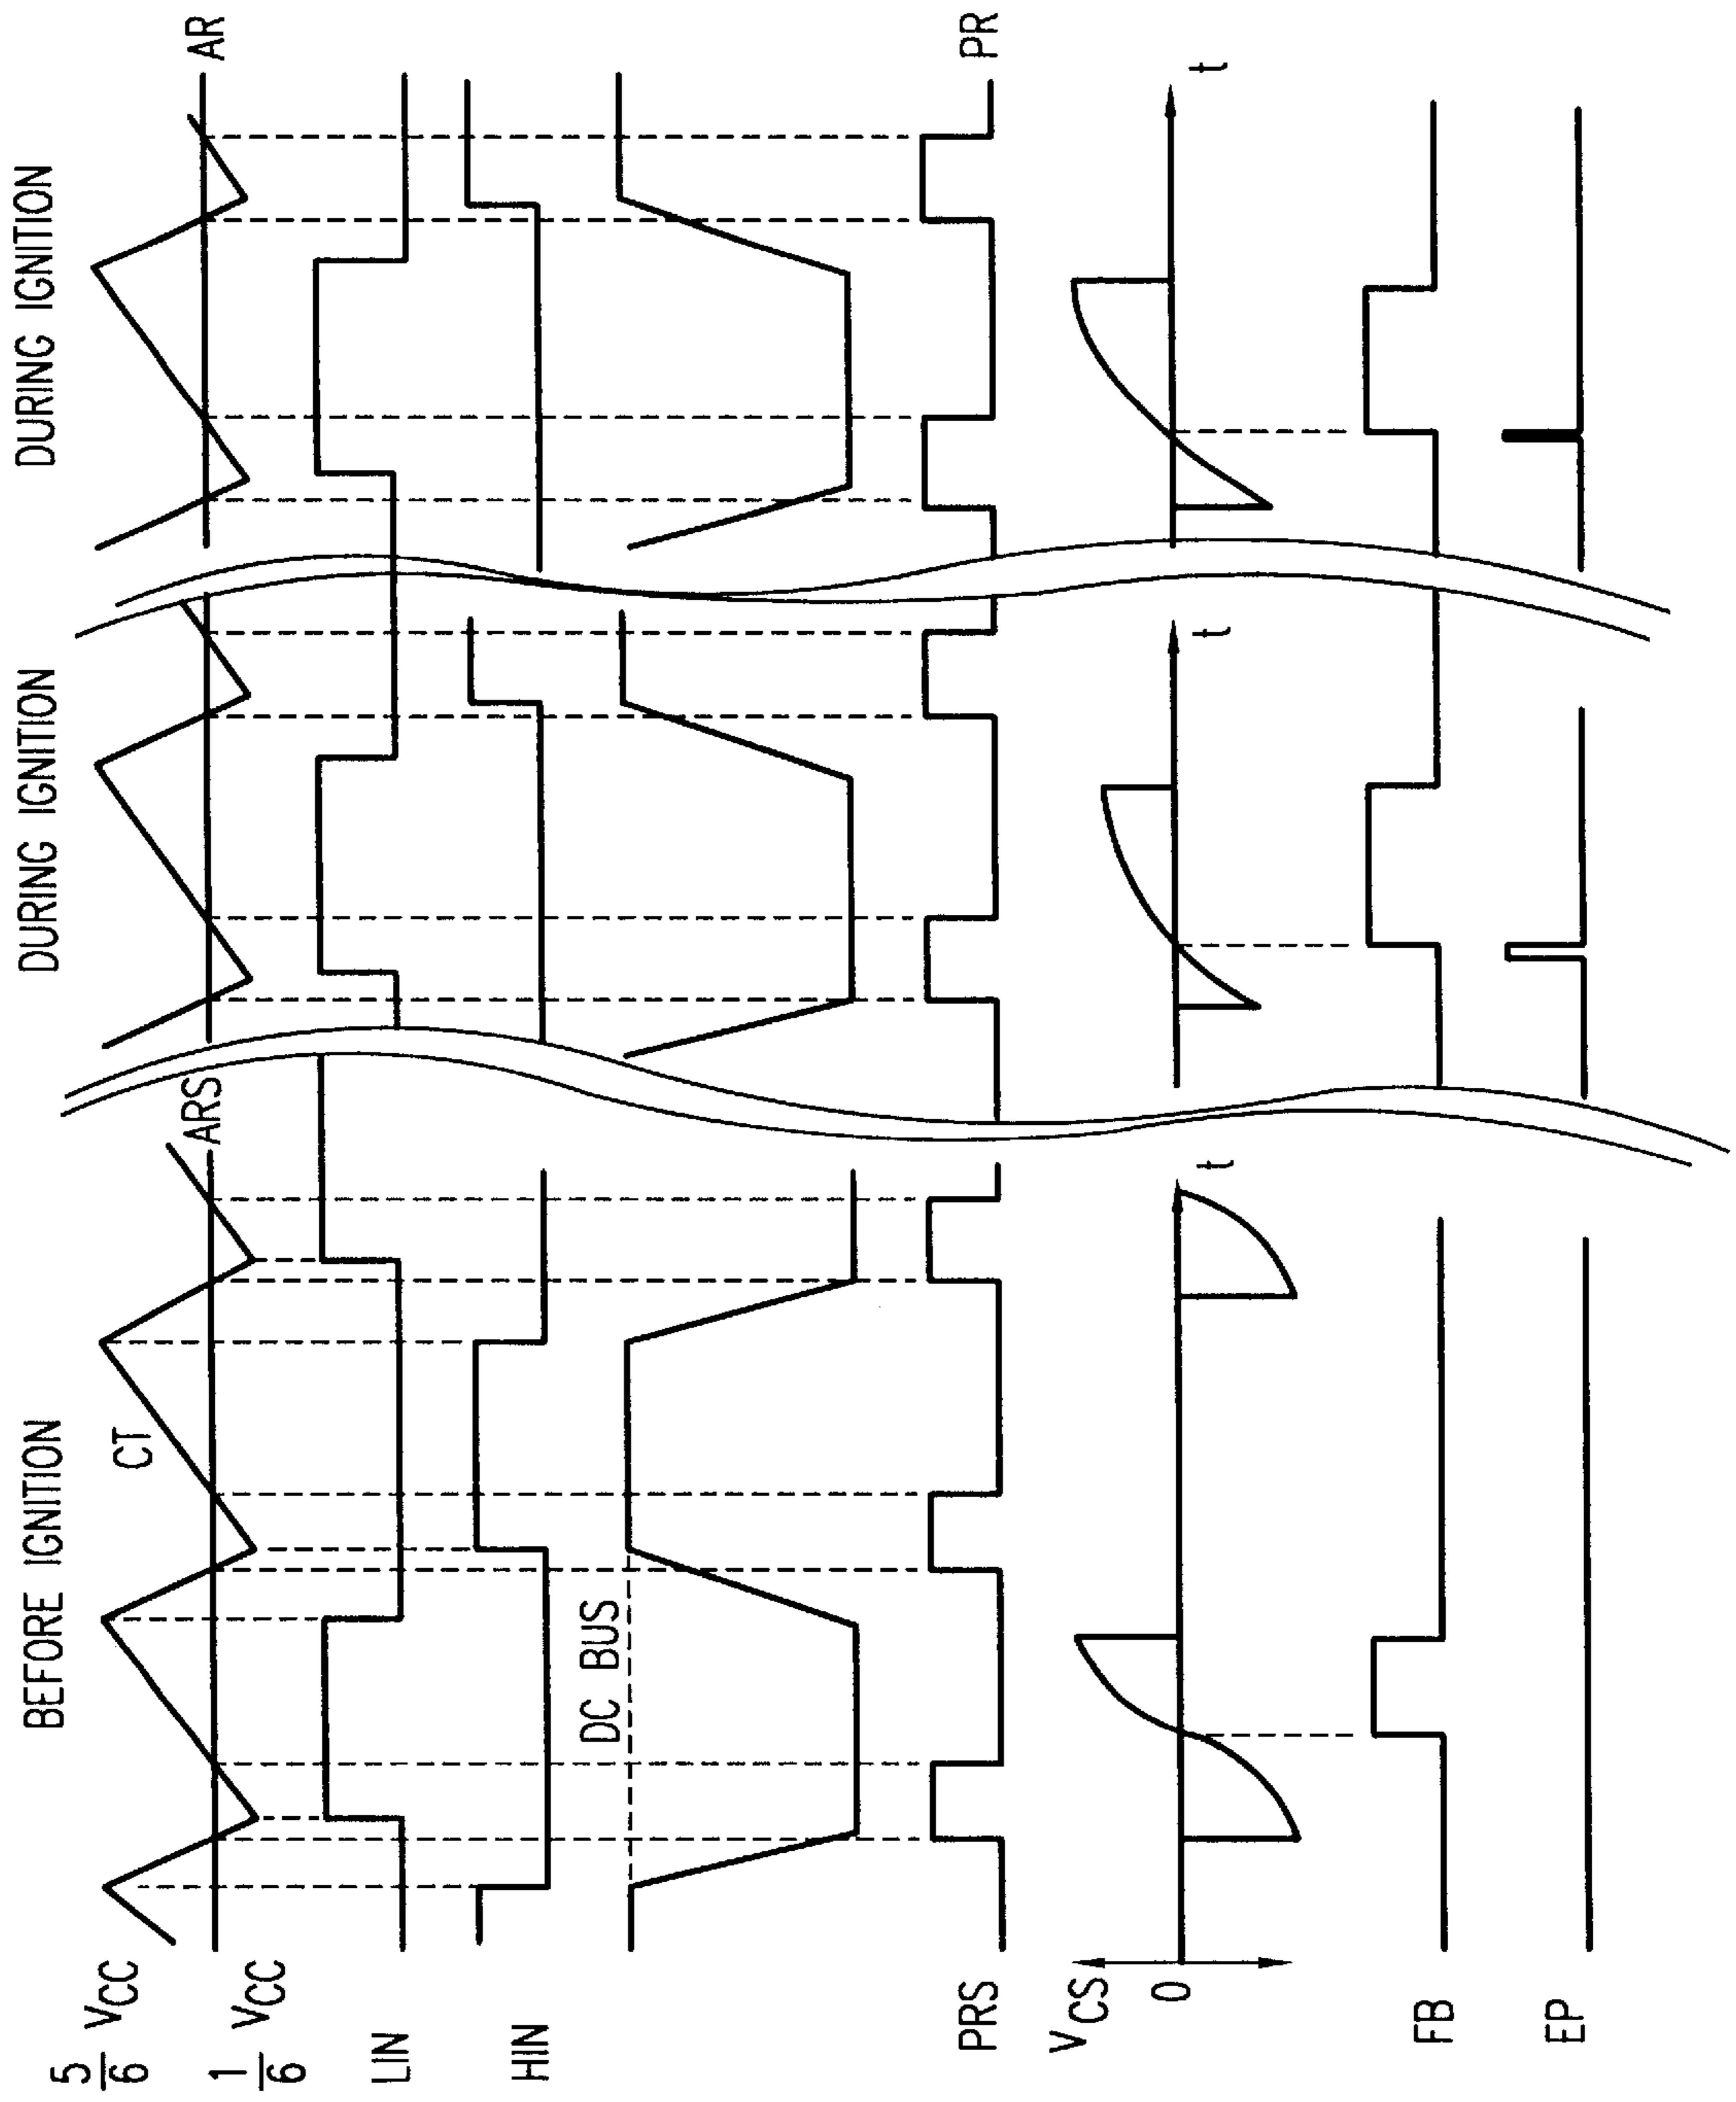 BEFORE IGNITION
DURING IGNITION
DURING IGNITION
5/6 VCC
CT
1/6 VCC
ARS
AR
LIN
HIN
DC BUS
PRS
PR
VCS
0
t
t
t
FB
EP